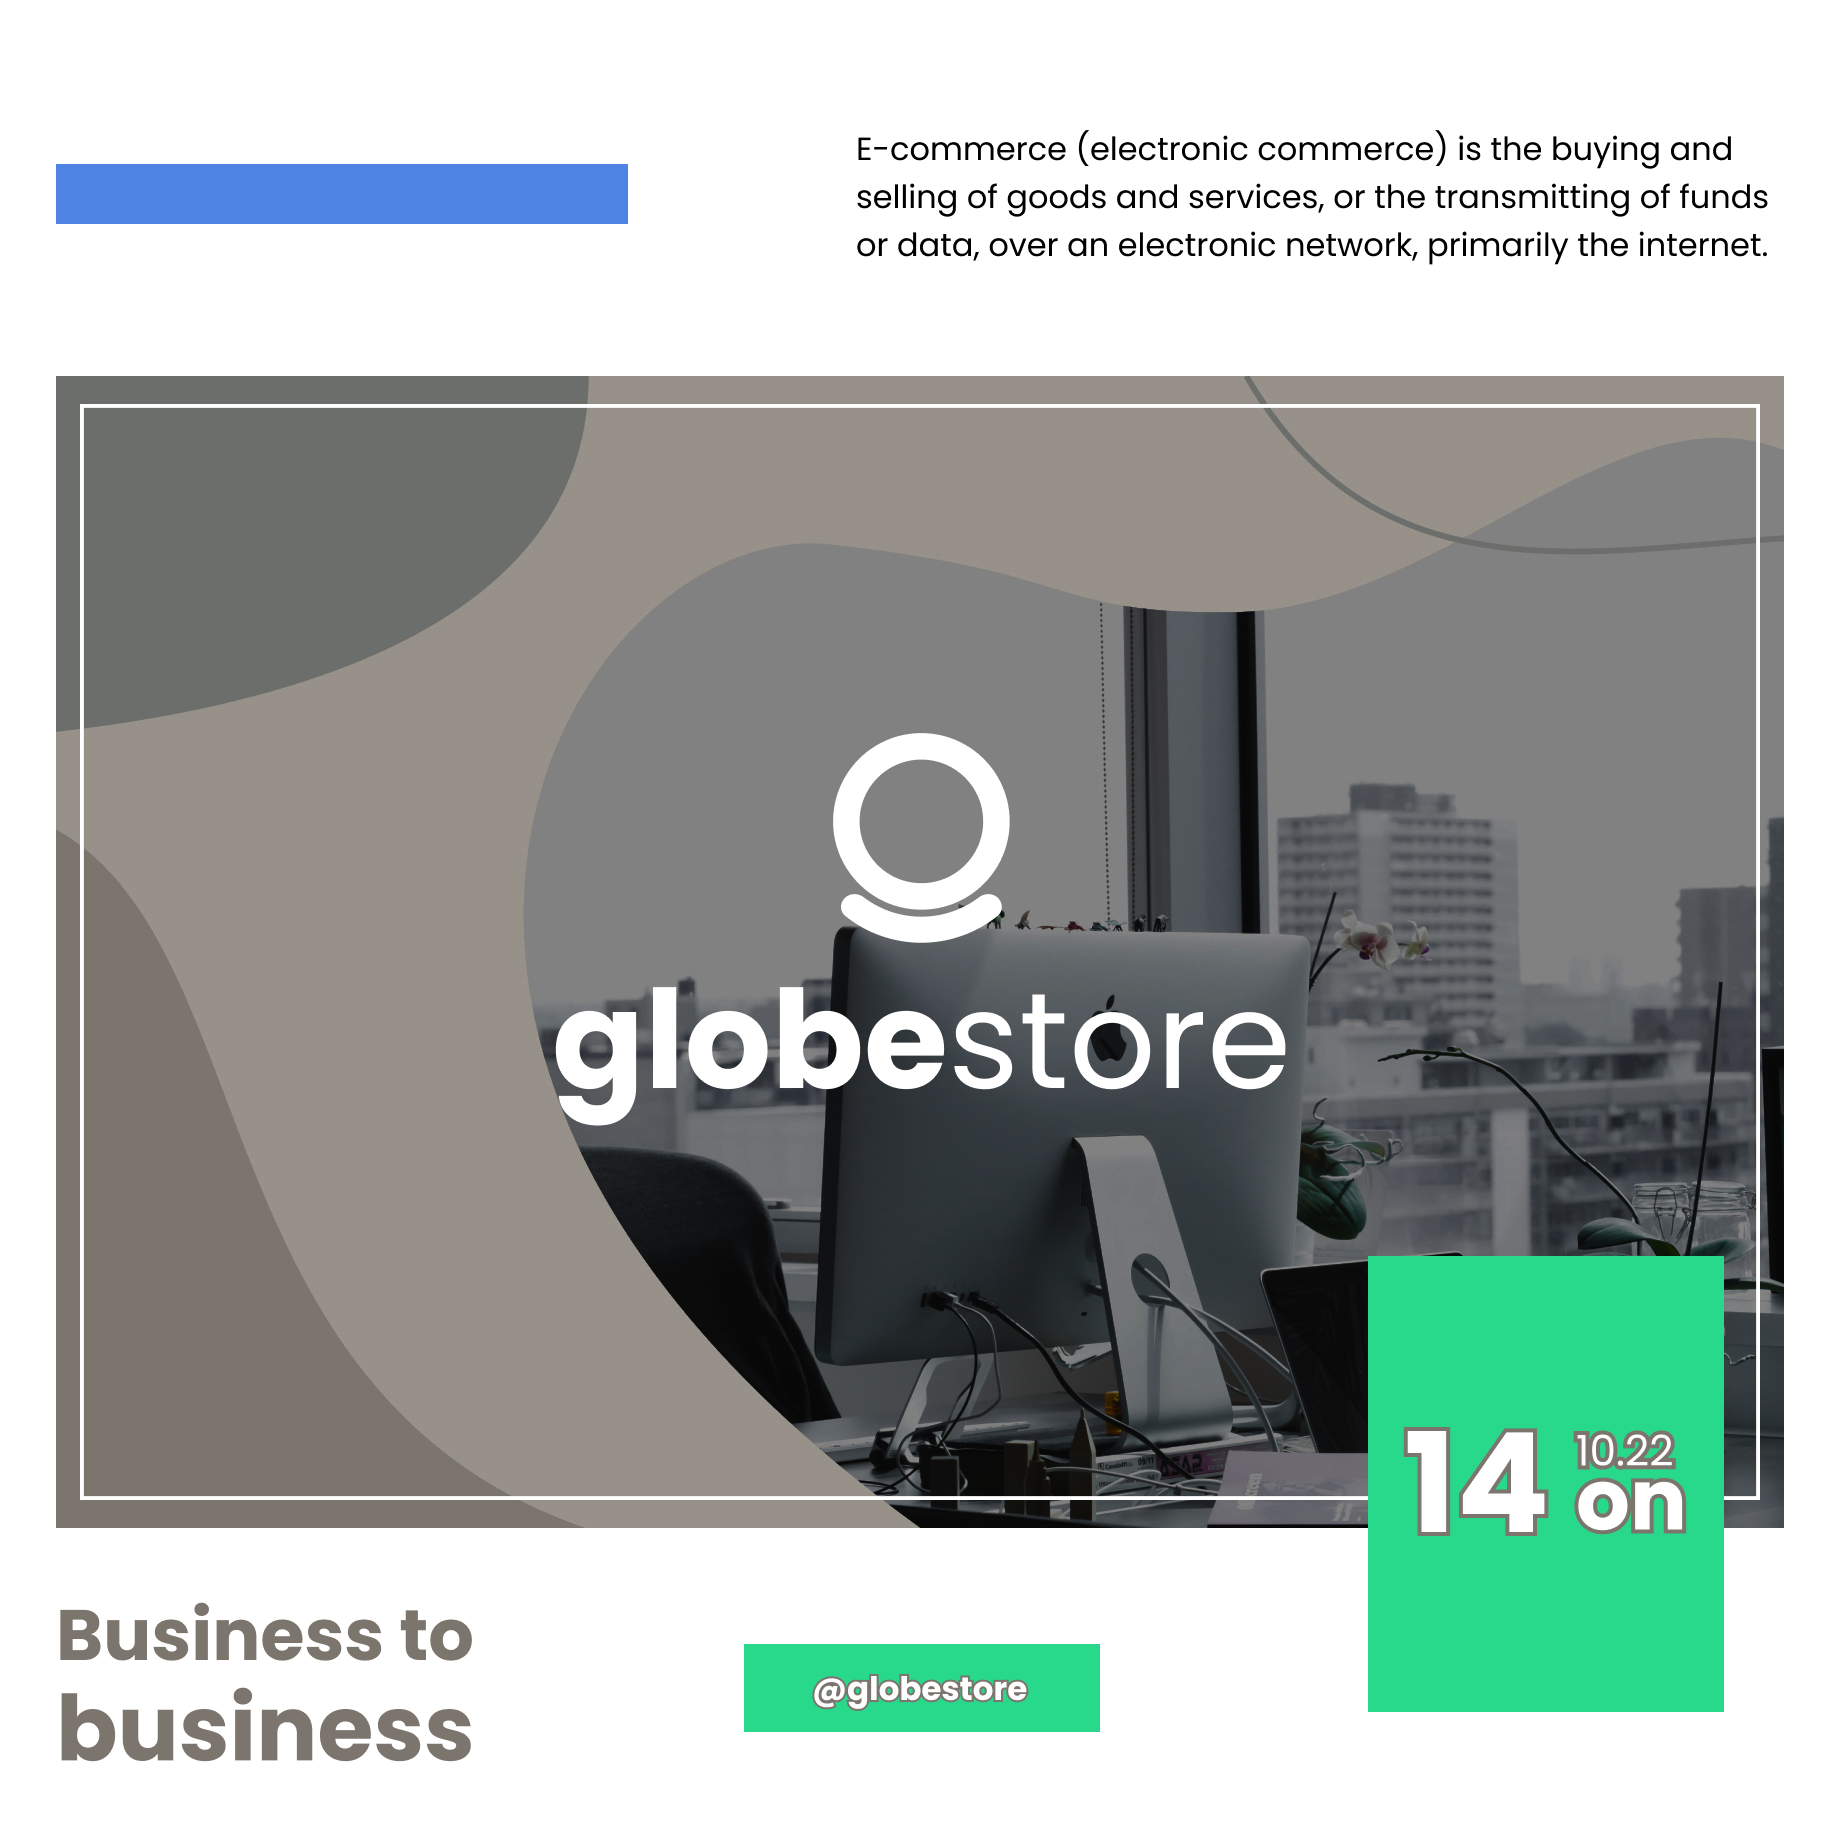 E-commerce (electronic commerce) is the buying and
selling of goods and services, or the transmitting of funds
or data, over an electronic network, primarily the internet.
globestore
14
10.22
on
Business to
business
@globestore